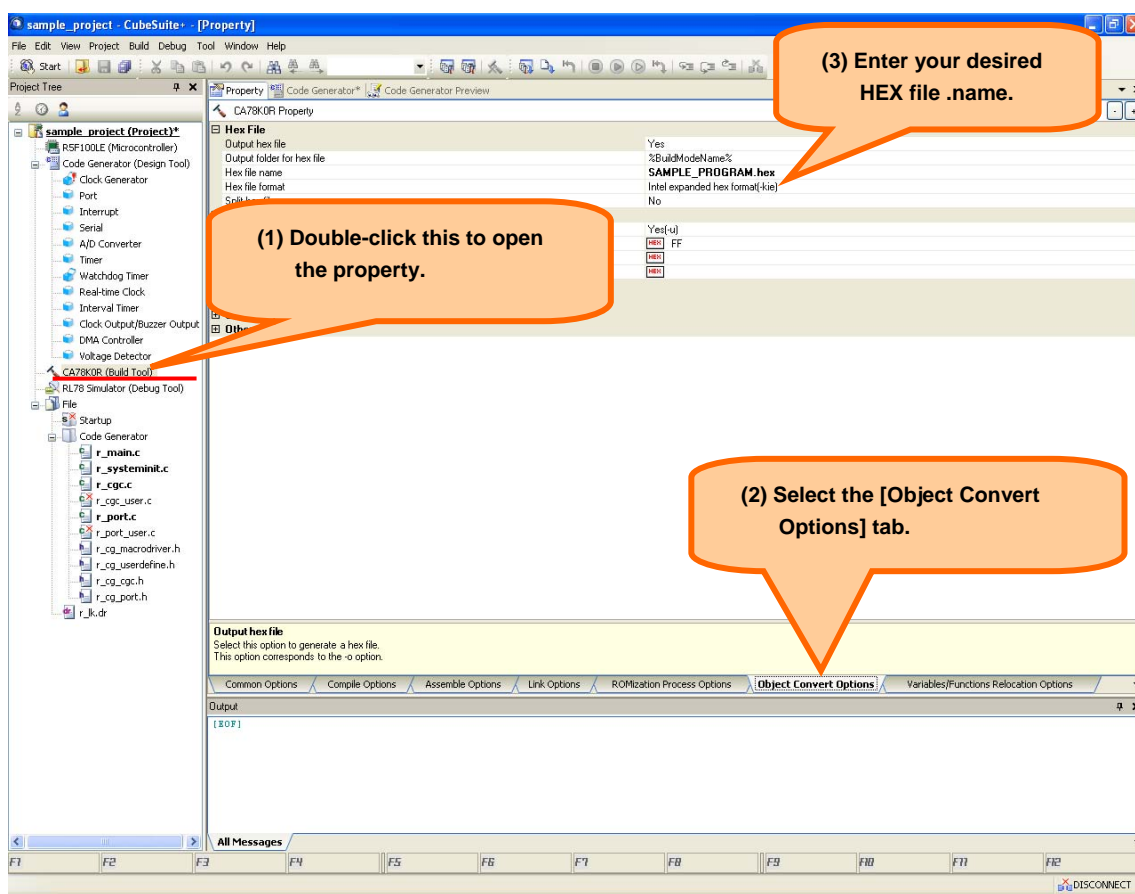 sample_project - CubeSuite+ - [Property]
File Edit View Project Build Debug Tool Window Help
Start
(3) Enter your desired
HEX file .name.
Project Tree
Property
Code Generator*
Code Generator Preview
CA78K0R Property
sample_project (Project)*
R5F100LE (Microcontroller)
Code Generator (Design Tool)
Clock Generator
Port
Interrupt
Serial
A/D Converter
Timer
Watchdog Timer
Real-time Clock
Interval Timer
Clock Output/Buzzer Output
DMA Controller
Voltage Detector
CA78K0R (Build Tool)
RL78 Simulator (Debug Tool)
File
Startup
Code Generator
r_main.c
r_systeminit.c
r_cgc.c
r_cgc_user.c
r_port.c
r_port_user.c
r_cg_macrodriver.h
r_cg_userdefine.h
r_cg_cgc.h
r_cg_port.h
r_lk.dr
Hex File
Output hex file Yes
Output folder for hex file %BuildModeName%
Hex file name SAMPLE_PROGRAM.hex
Hex file format Intel expanded hex format(-kie)
No
Yes(-u)
HEX FF
HEX
HEX
(1) Double-click this to open
the property.
(2) Select the [Object Convert
Options] tab.
Output hex file
Select this option to generate a hex file.
This option corresponds to the -o option.
Common Options Compile Options Assemble Options Link Options ROMization Process Options Object Convert Options Variables/Functions Relocation Options
Output
[EOF]
All Messages
F1 F2 F3 F4 F5 F6 F7 F8 F9 F10 F11 F12
DISCONNECT